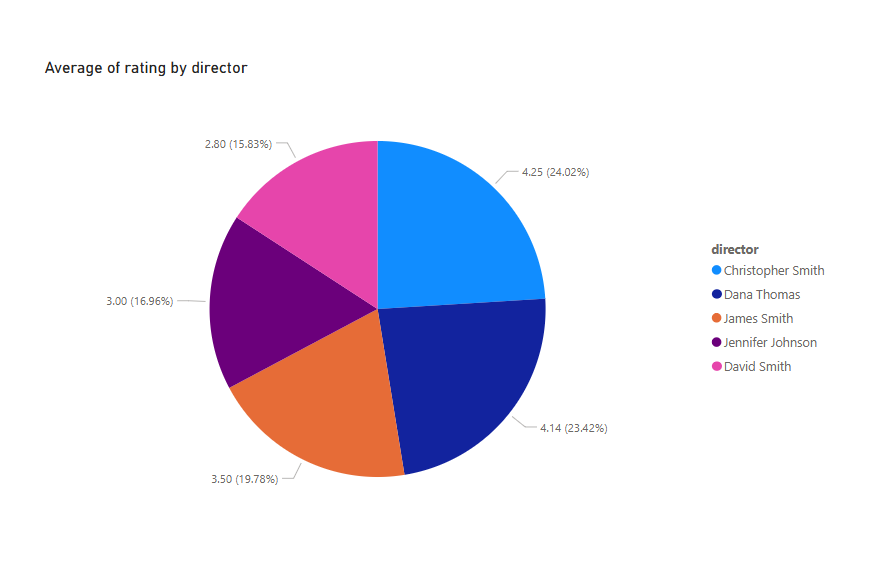 Average of rating by director
2.80 (15.83%)
4.25 (24.02%)
3.00 (16.96%)
4.14 (23.42%)
3.50 (19.78%)
director
Christopher Smith
Dana Thomas
James Smith
Jennifer Johnson
David Smith